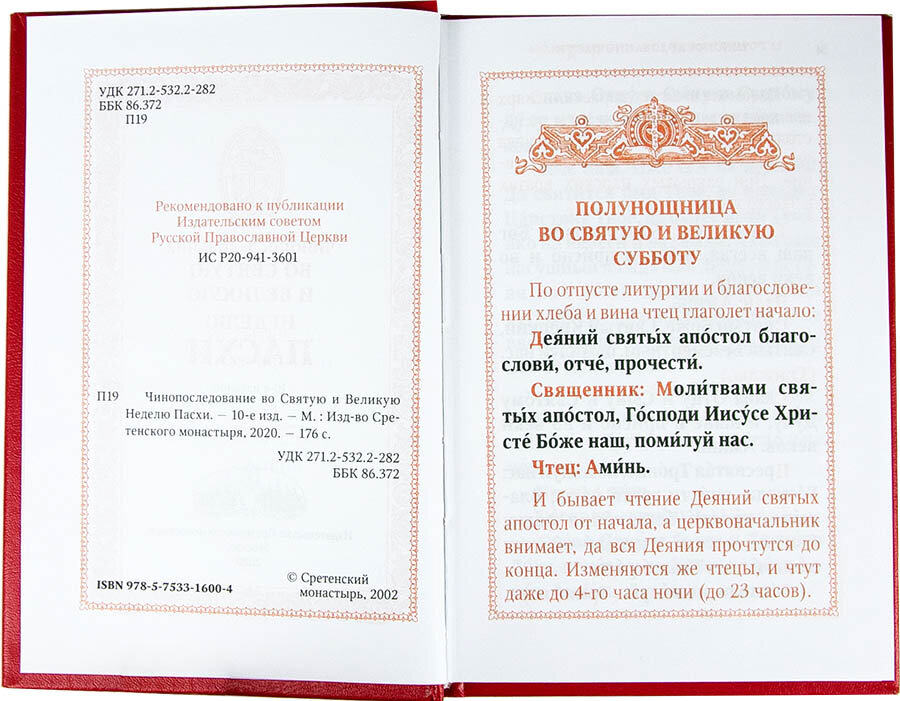 УДК 271.2-532.2-282
ББК 86.372
П19
Рекомендовано к публикации
Издательским советом
Русской Православной Церкви
ИС Р20-941-3601
П19 Чинопоследование во Святую и Великую
Неделю Пасхи. — 10-е изд. — М. : Изд-во Сре-
тенского монастыря, 2020. — 176 с.
УДК 271.2-532.2-282
ББК 86.372
ISBN 978-5-7533-1600-4
© Сретенский
монастырь, 2002
ПОЛУНОЩНИЦА
ВО СВЯТУЮ И ВЕЛИКУЮ
СУББОТУ
По отпусте литургии и благослове-
нии хлеба и вина чтец глаголет начало:
Дея́ний святы́х апо́стол благо-
слови́, отче́, прочести́.
Священник: Моли́твами свя-
ты́х апо́стол, Го́споди Иису́се Хри-
сте́ Бо́же наш, поми́луй нас.
Чтец: Ами́нь.
И бывает чтение Деяний святых
апостол от начала, а церквоначальник
внимает, да вся Деяния прочтутся до
конца. Изменяются же чтецы, и чтут
даже до 4-го часа ночи (до 23 часов).